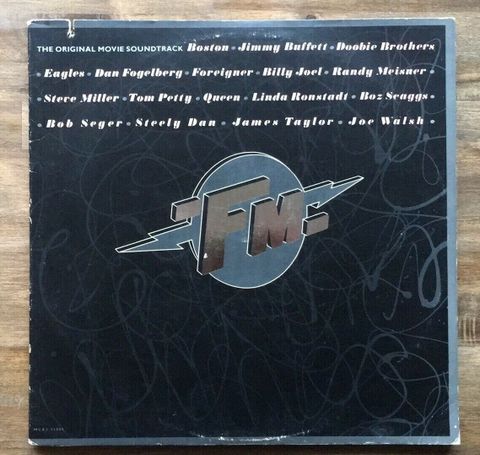 THE ORIGINAL MOVIE SOUNDTRACK Boston • Jimmy Buffett • Doobie Brothers
• Eagles • Dan Fogelberg • Foreigner • Billy Joel • Randy Meisner •
• Steve Miller • Tom Petty • Queen • Linda Ronstadt • Boz Scaggs •
• Bob Seger • Steely Dan • James Taylor • Joe Walsh •
FM